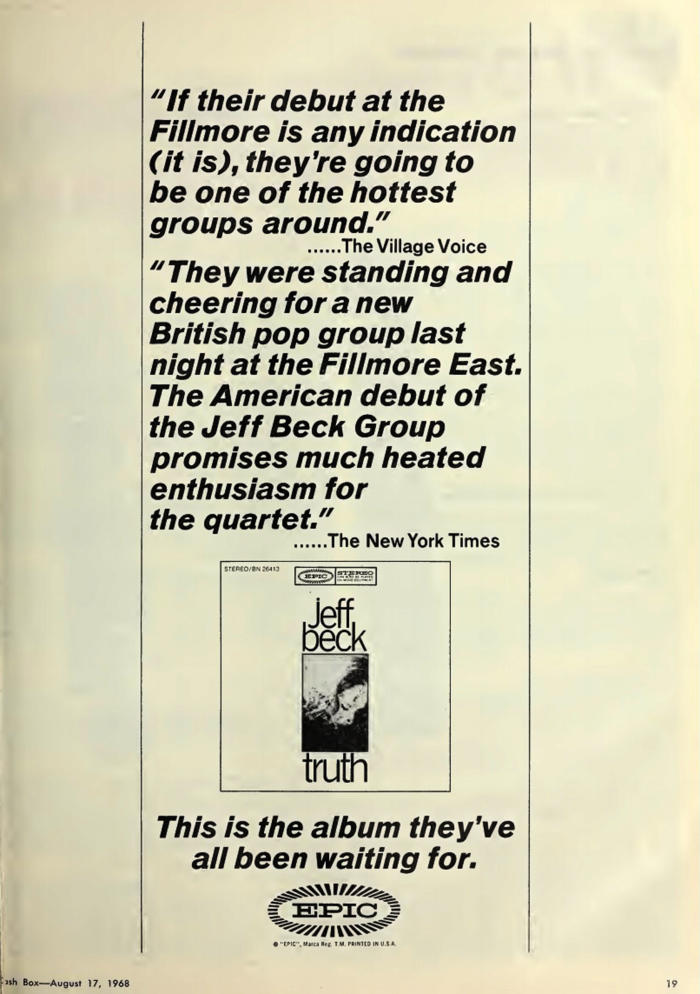 "If their debut at the
Fillmore is any indication
(it is), they're going to
be one of the hottest
groups around."
......The Village Voice
"They were standing and
cheering for a new
British pop group last
night at the Fillmore East.
The American debut of
the Jeff Beck Group
promises much heated
enthusiasm for
the quartet."
......The New York Times
STEREO/BN 26413
EPIC STEREO
jeff
beck
truth
This is the album they've
all been waiting for.
EPIC
® "EPIC", Marca Reg. T.M. PRINTED IN U.S.A.
Box—August 17, 1968
19